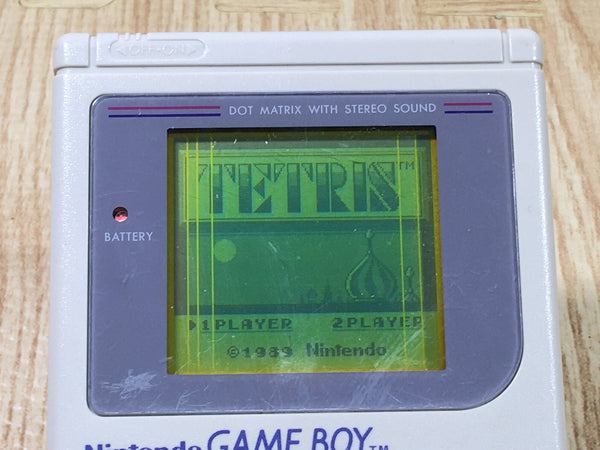 OFF-ON
DOT MATRIX WITH STEREO SOUND
TETRIS™
BATTERY
▶1PLAYER 2PLAYER
©1989 Nintendo
Nintendo GAME BOY™